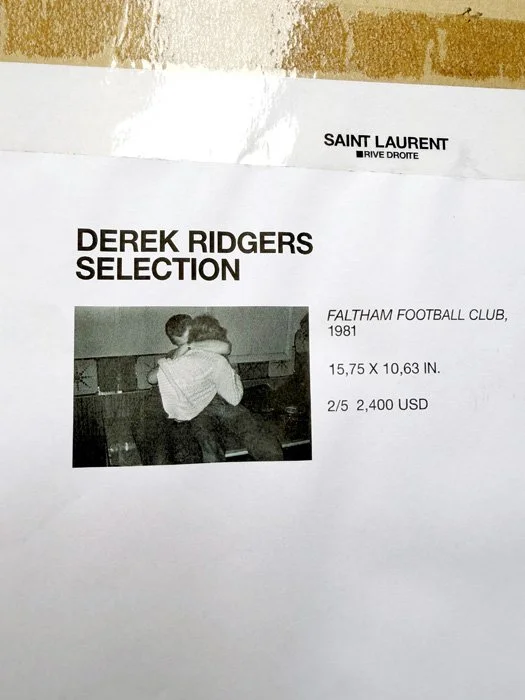 SAINT LAURENT
■RIVE DROITE
DEREK RIDGERS
SELECTION
FALTHAM FOOTBALL CLUB,
1981
15,75 X 10,63 IN.
2/5 2,400 USD